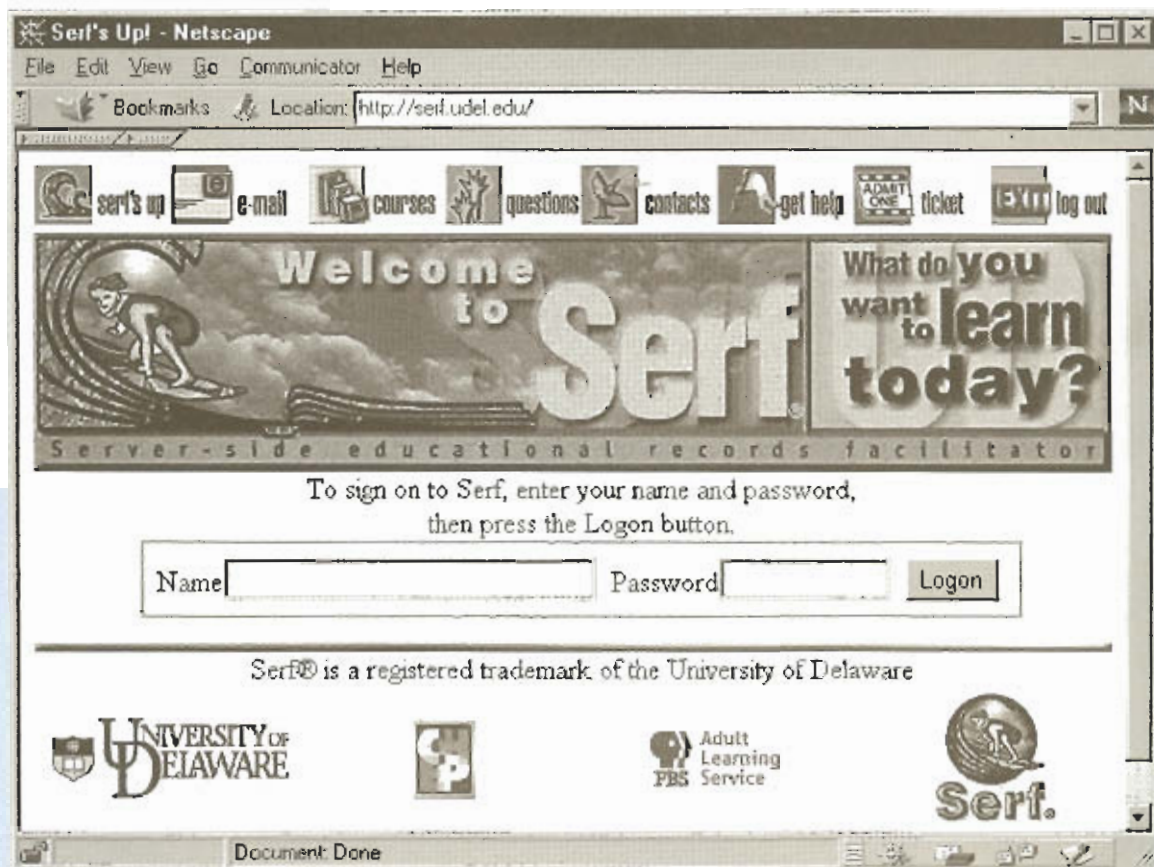 Serf's Up! - Netscape
File Edit View Go Communicator Help
Bookmarks Location: http://serf.udel.edu/ N
serf's up e-mail courses questions contacts get help ADMIT ONE ticket EXIT log out
Welcome
to Serf®
What do you
want to learn
today?
Server-side educational records facilitator
To sign on to Serf, enter your name and password,
then press the Logon button.
Name Password Logon
Serf® is a registered trademark of the University of Delaware
UNIVERSITY OF
DELAWARE
PBS
Adult
Learning
Service
Serf.
Document: Done